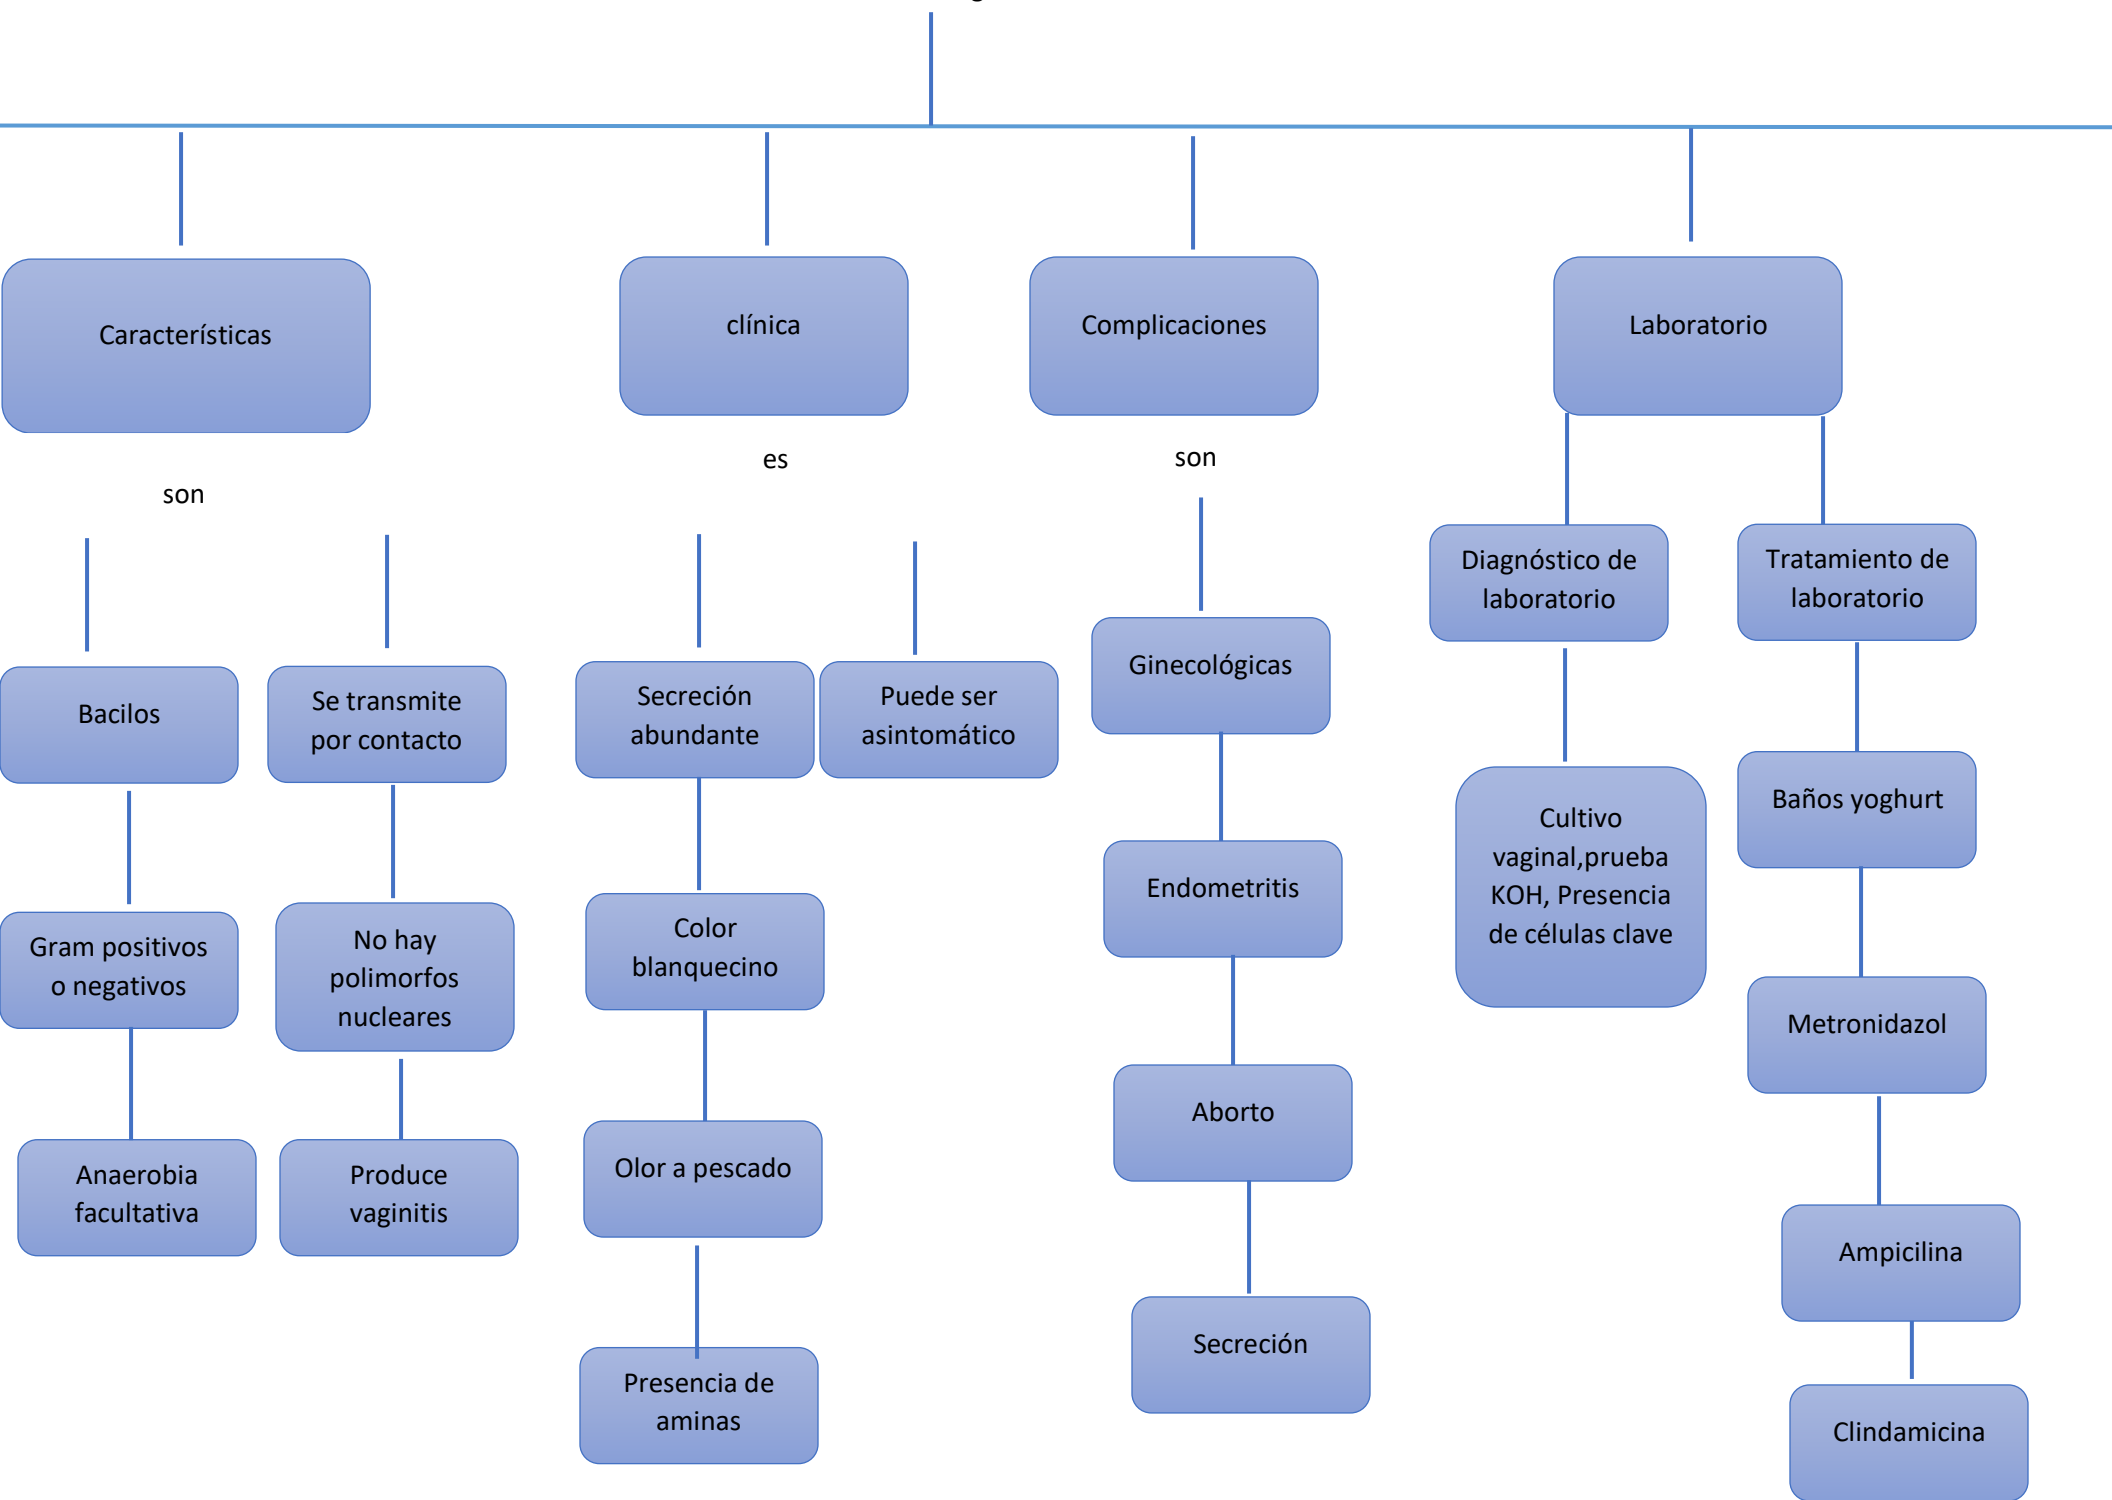 Características
son
Bacilos
Gram positivos
o negativos
Anaerobia
facultativa
Se transmite
por contacto
No hay
polimorfos
nucleares
Produce
vaginitis
clínica
es
Secreción
abundante
Color
blanquecino
Olor a pescado
Presencia de
aminas
Puede ser
asintomático
Complicaciones
son
Ginecológicas
Endometritis
Aborto
Secreción
Laboratorio
Diagnóstico de
laboratorio
Cultivo
vaginal,prueba
KOH, Presencia
de células clave
Tratamiento de
laboratorio
Baños yoghurt
Metronidazol
Ampicilina
Clindamicina